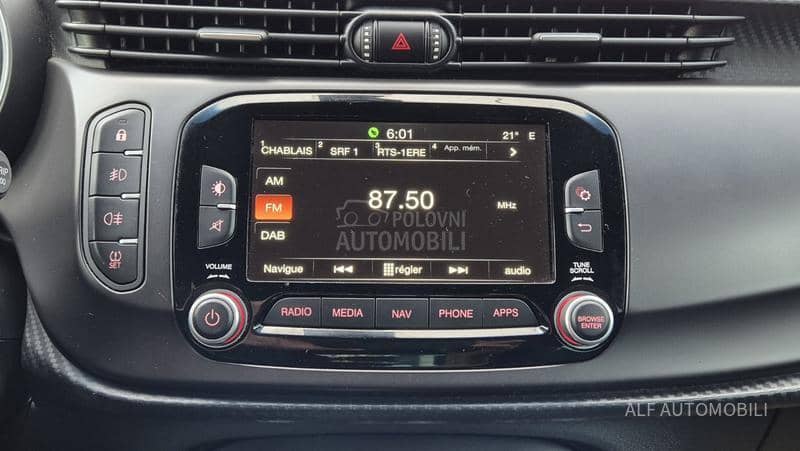 6:01
21° E
1 CHABLAIS 2 SRF 1 3 RTS-1ERE 4 App. mém. >
AM
87.50 MHz
FM
DAB
POLOVNI
AUTOMOBILI
Navigue régler audio
SET
VOLUME
TUNE
SCROLL
RADIO MEDIA NAV PHONE APPS
BROWSE
ENTER
ALF AUTOMOBILI